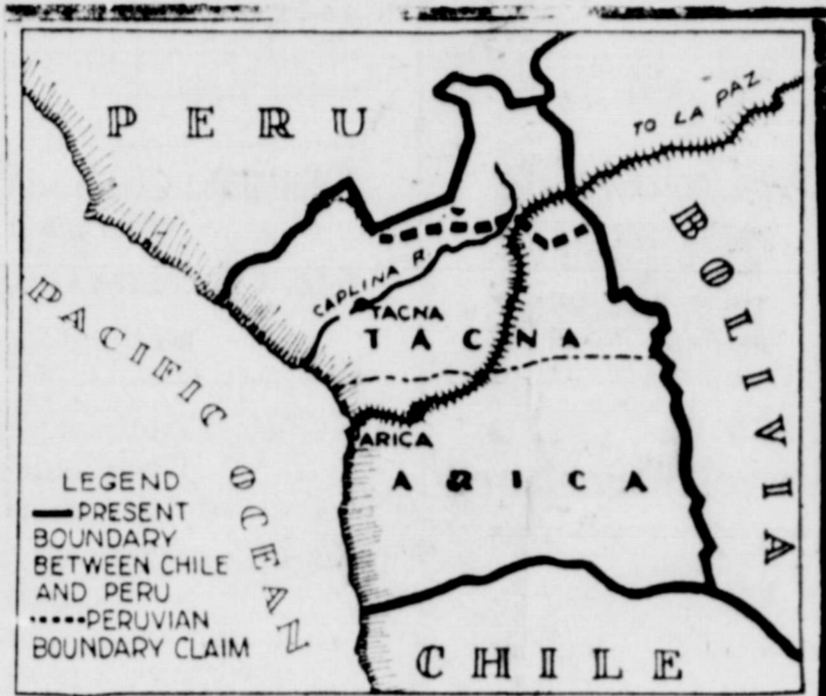 PERU
TO LA PAZ
BOLIVIA
CAPLINA R.
TACNA
TACNA
PACIFIC OCEAN
ARICA
ARICA
LEGEND
PRESENT
BOUNDARY
BETWEEN CHILE
AND PERU
PERUVIAN
BOUNDARY CLAIM
CHILE